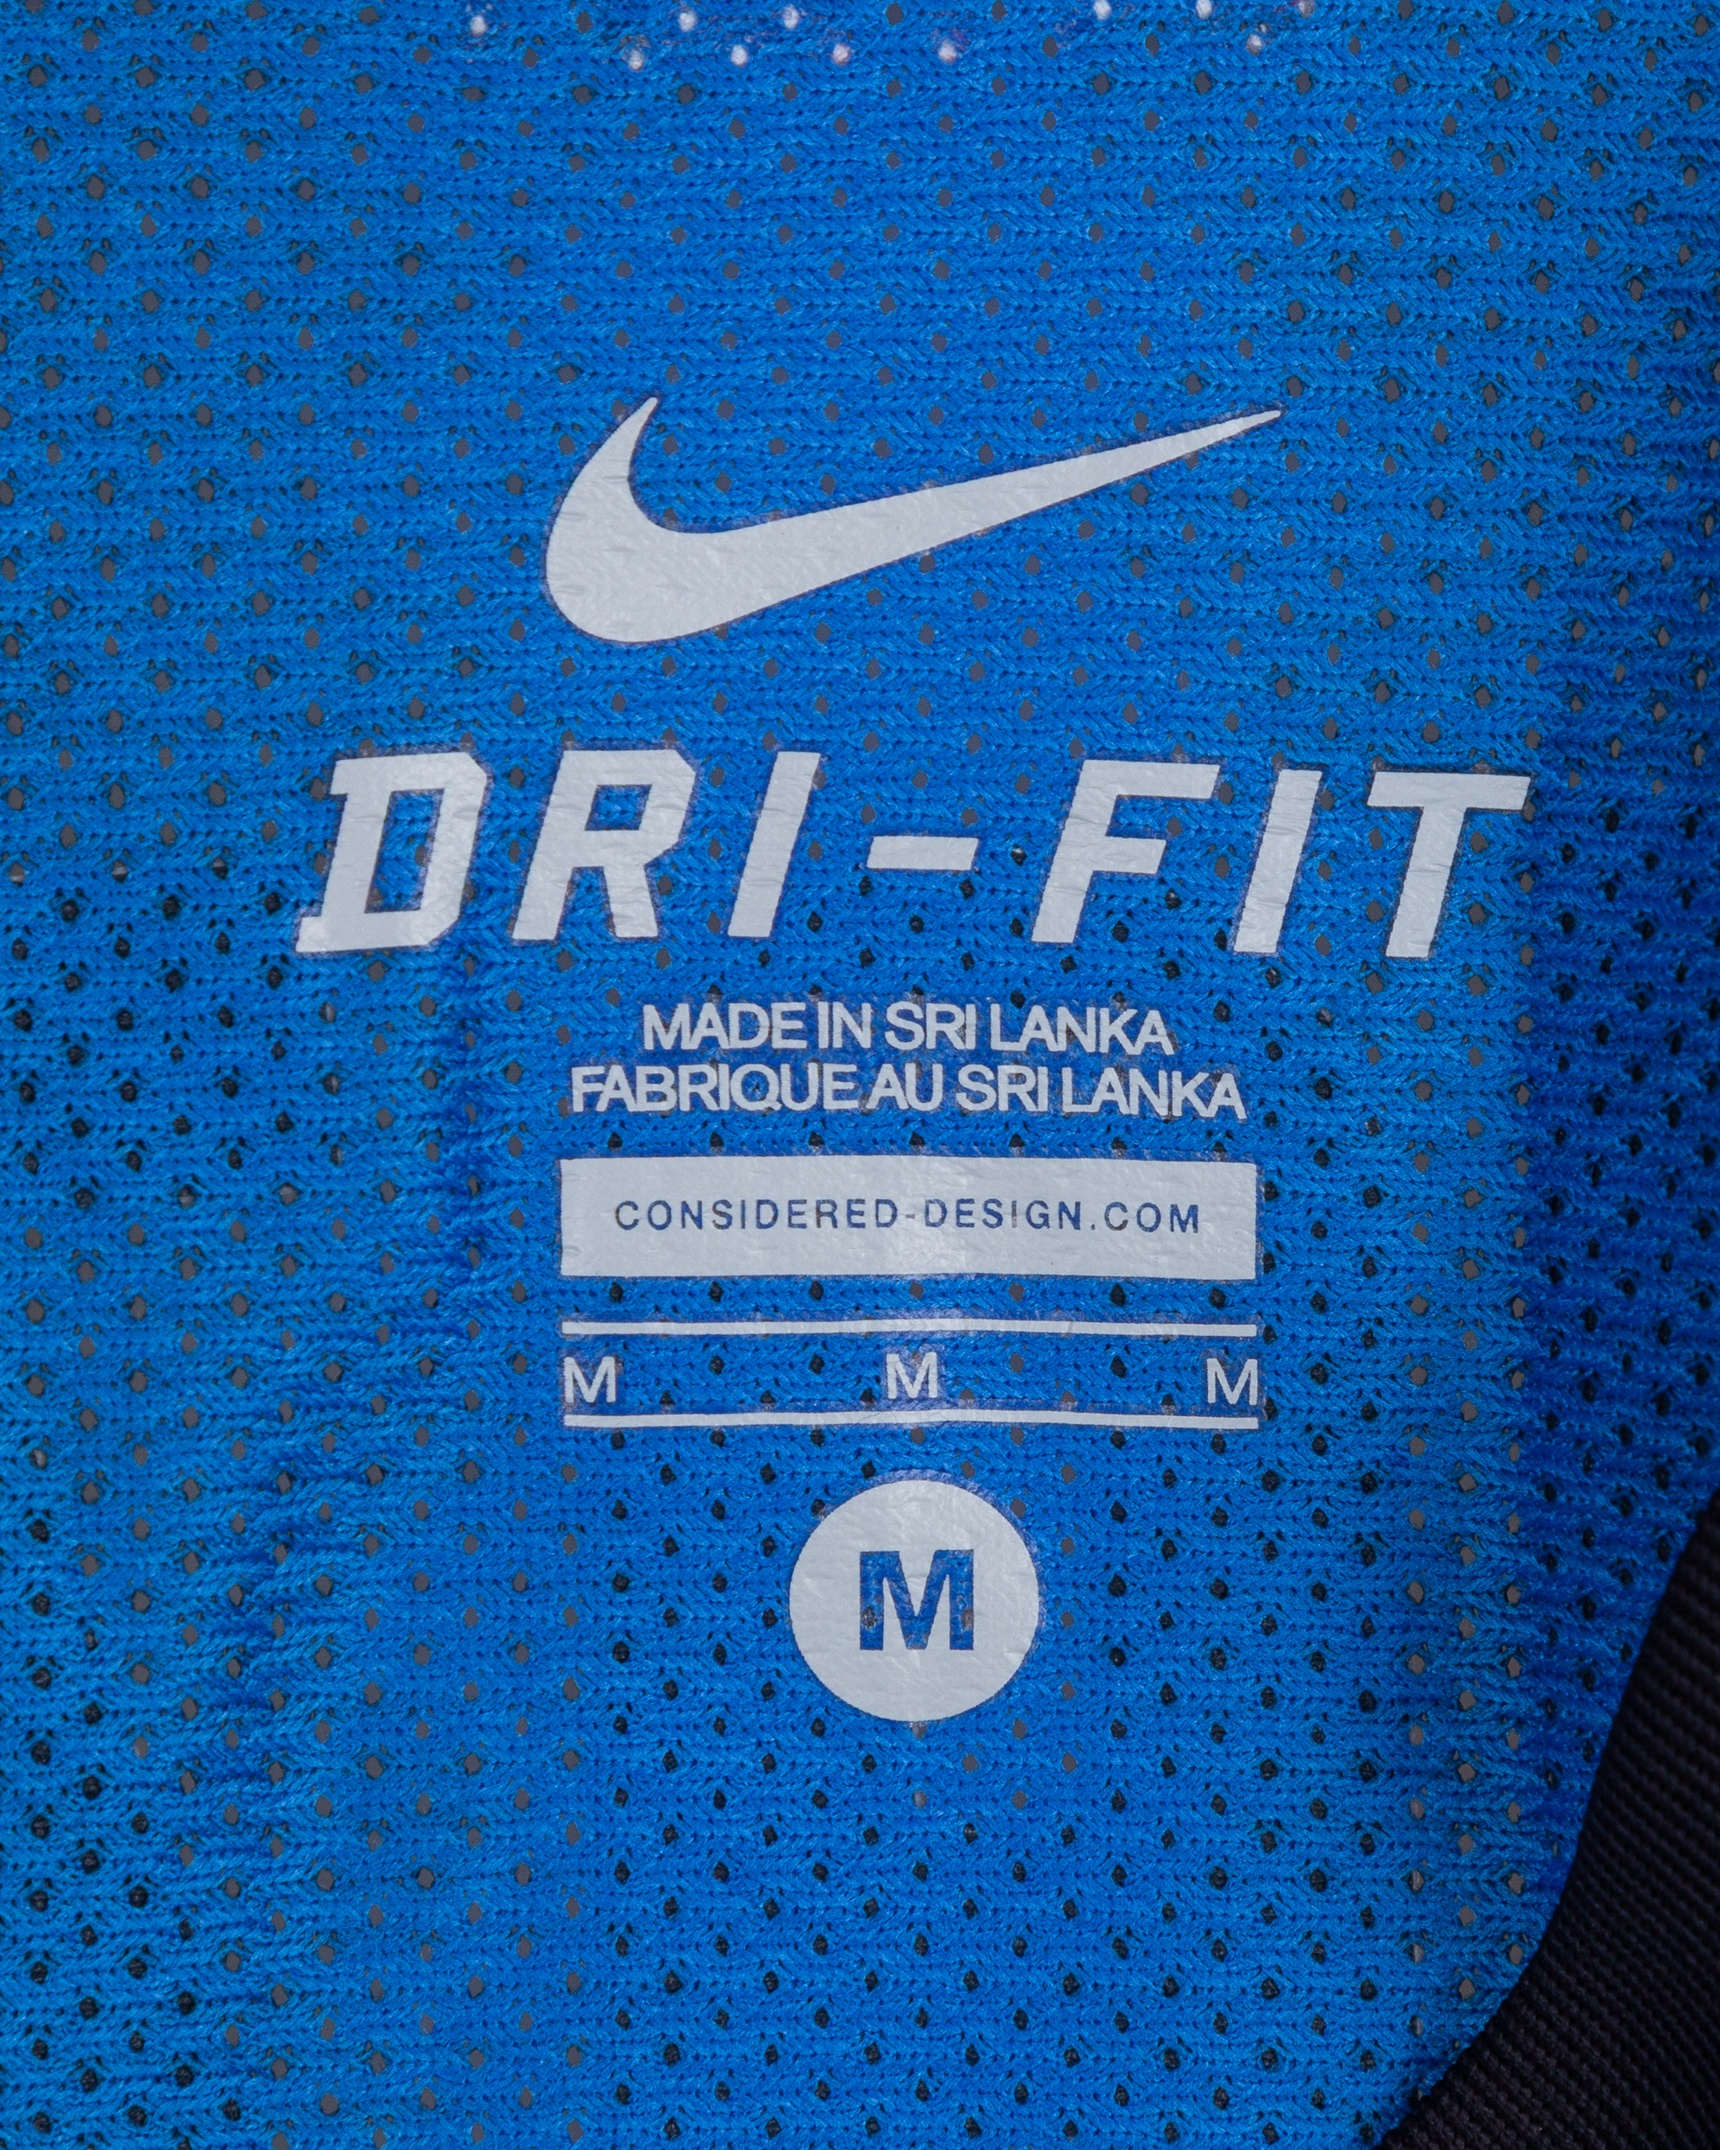 DRI-FIT
MADE IN SRI LANKA
FABRIQUE AU SRI LANKA
CONSIDERED-DESIGN.COM
M M M
M